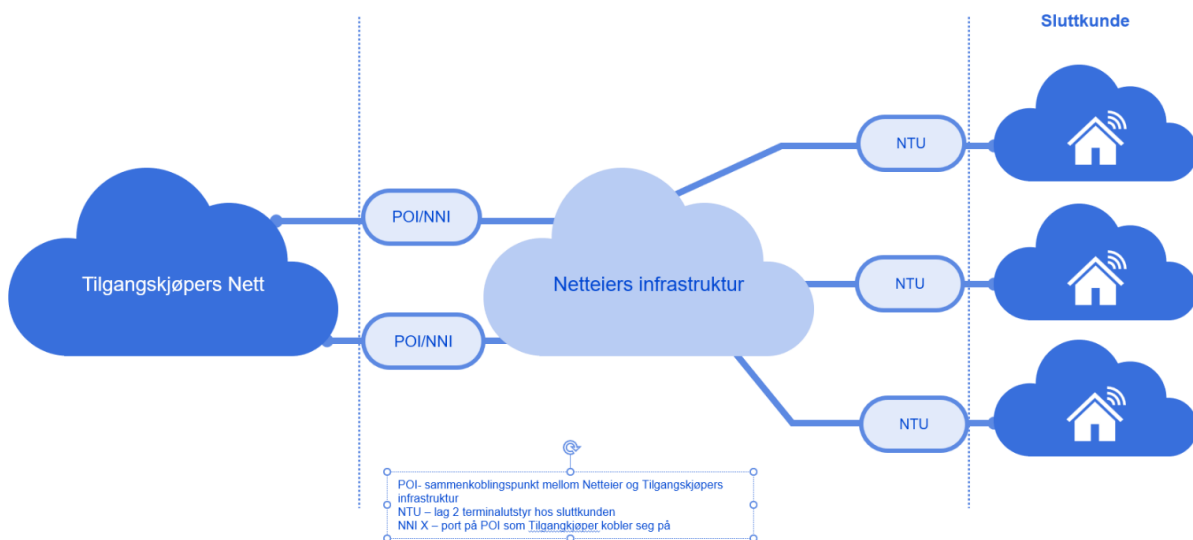 Sluttkunde
NTU
POI/NNI
Tilgangskjøpers Nett
Netteiers infrastruktur
NTU
POI/NNI
NTU
POI- sammenkoblingspunkt mellom Netteier og Tilgangskjøpers
infrastruktur
NTU – lag 2 terminalutstyr hos sluttkunden
NNI X – port på POI som Tilgangkjøper kobler seg på